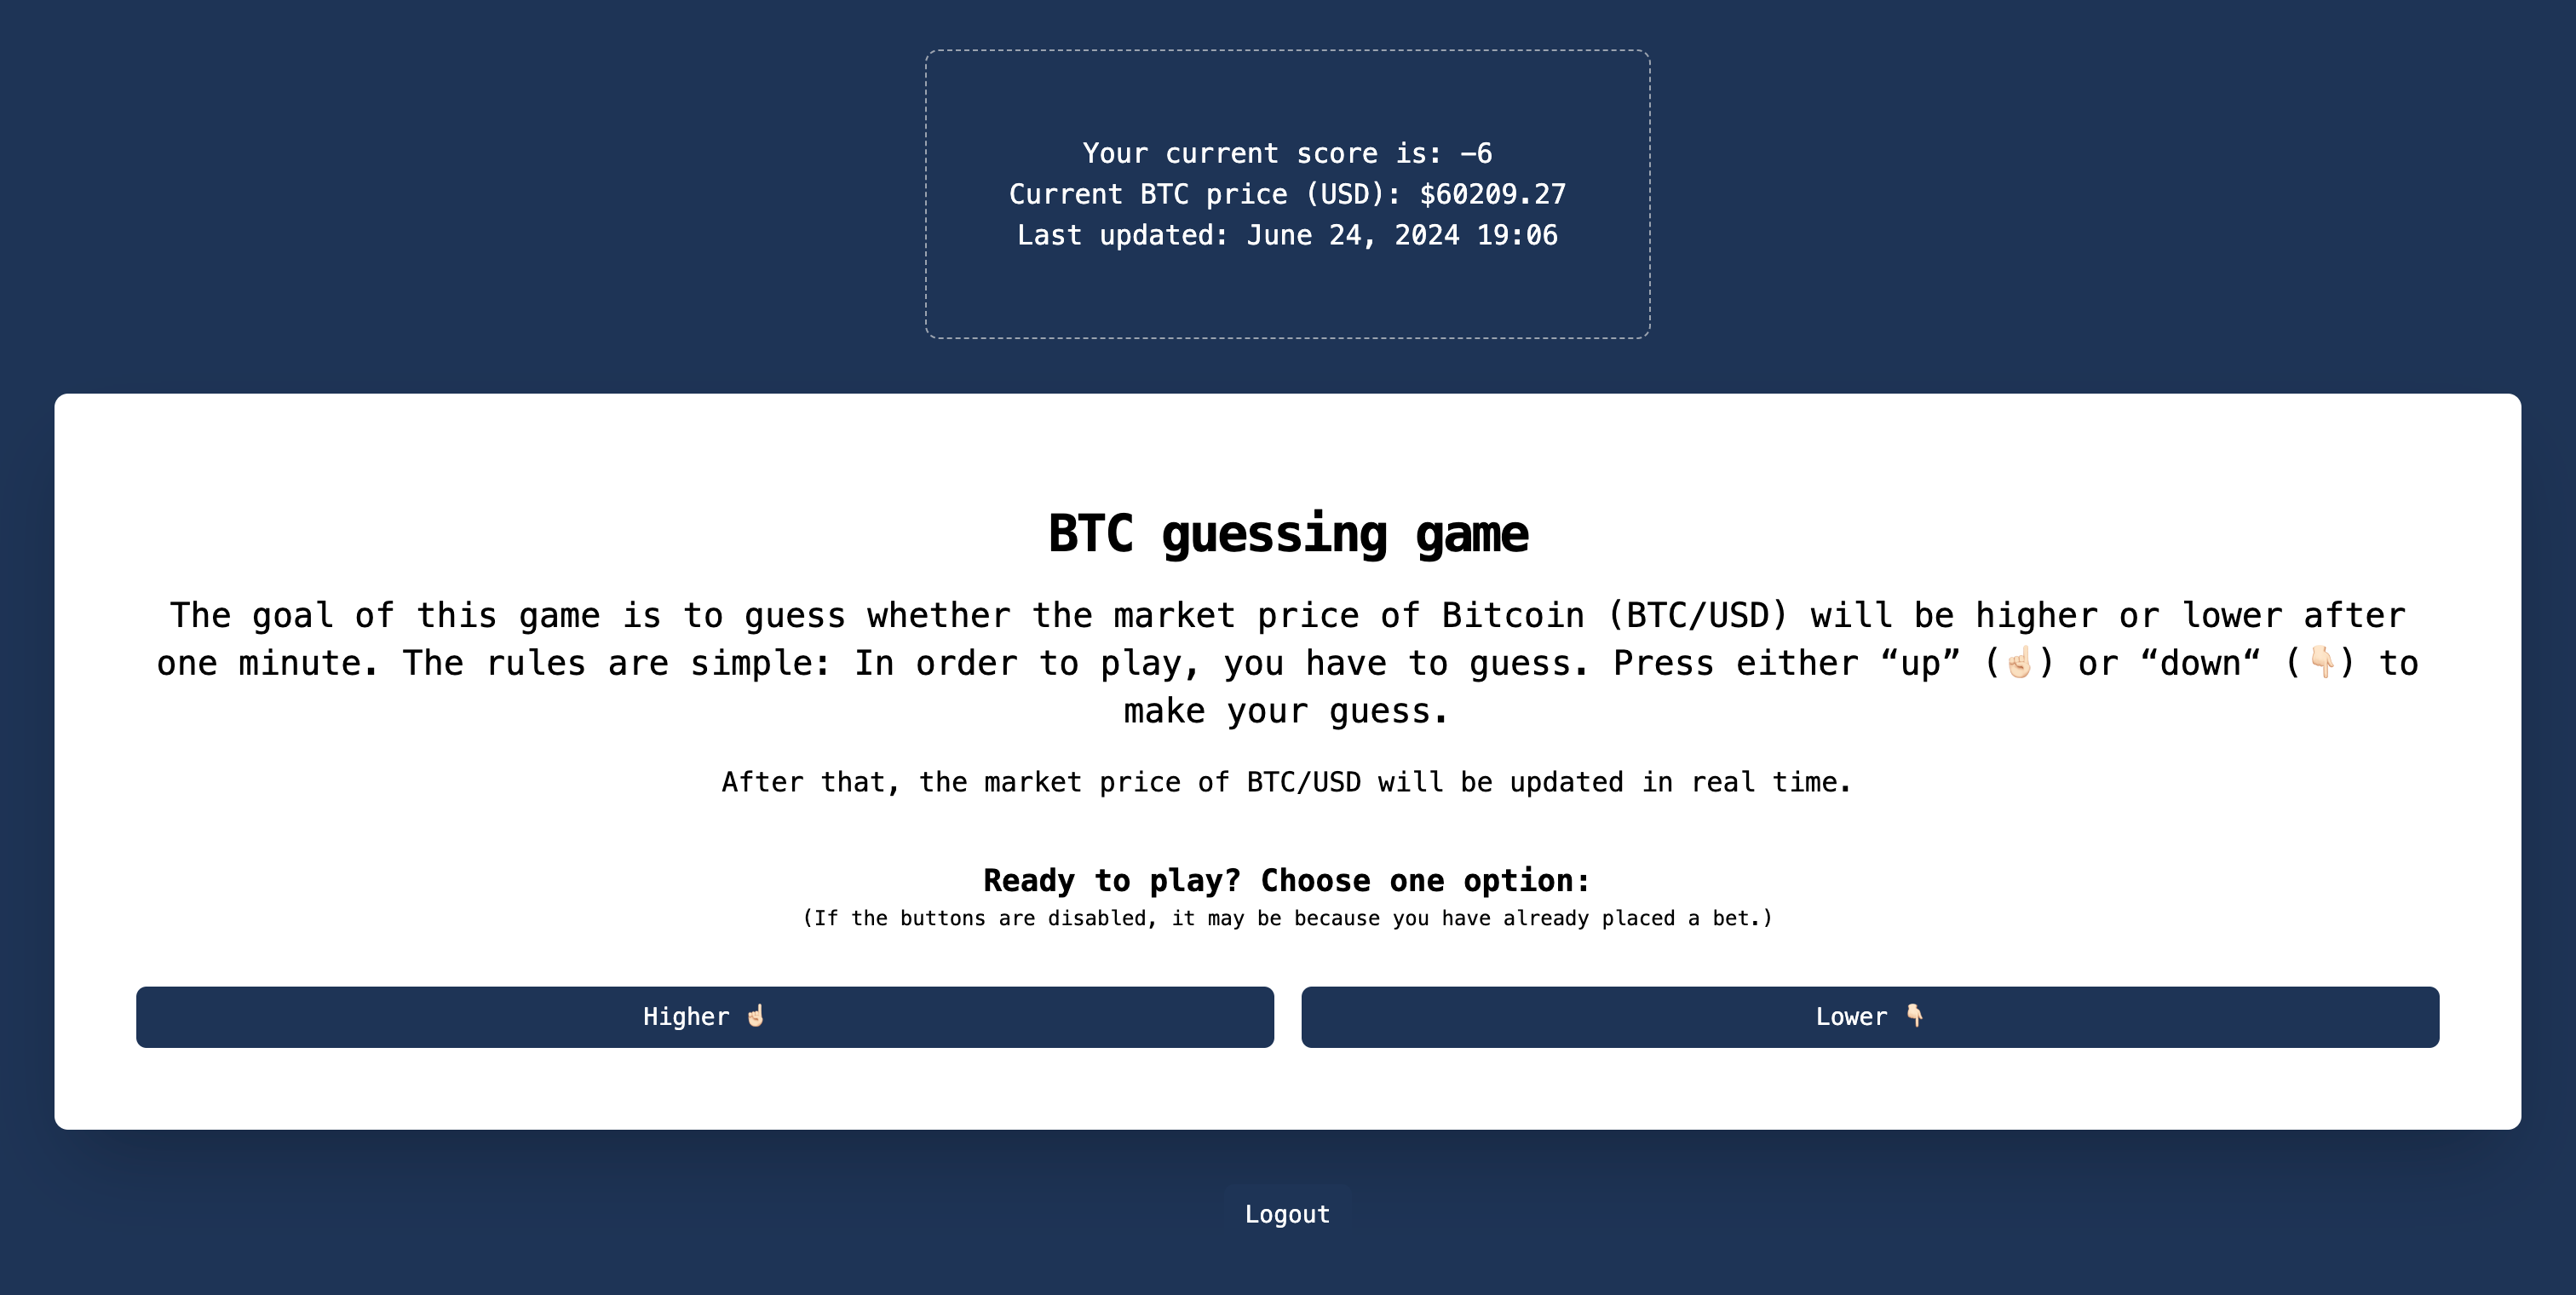 Your current score is: -6
Current BTC price (USD): $60209.27
Last updated: June 24, 2024 19:06
BTC guessing game
The goal of this game is to guess whether the market price of Bitcoin (BTC/USD) will be higher or lower after
one minute. The rules are simple: In order to play, you have to guess. Press either “up” (☝🏻) or “down“ (👇🏻) to
make your guess.
After that, the market price of BTC/USD will be updated in real time.
Ready to play? Choose one option:
(If the buttons are disabled, it may be because you have already placed a bet.)
Higher ☝🏻
Lower 👇🏻
Logout